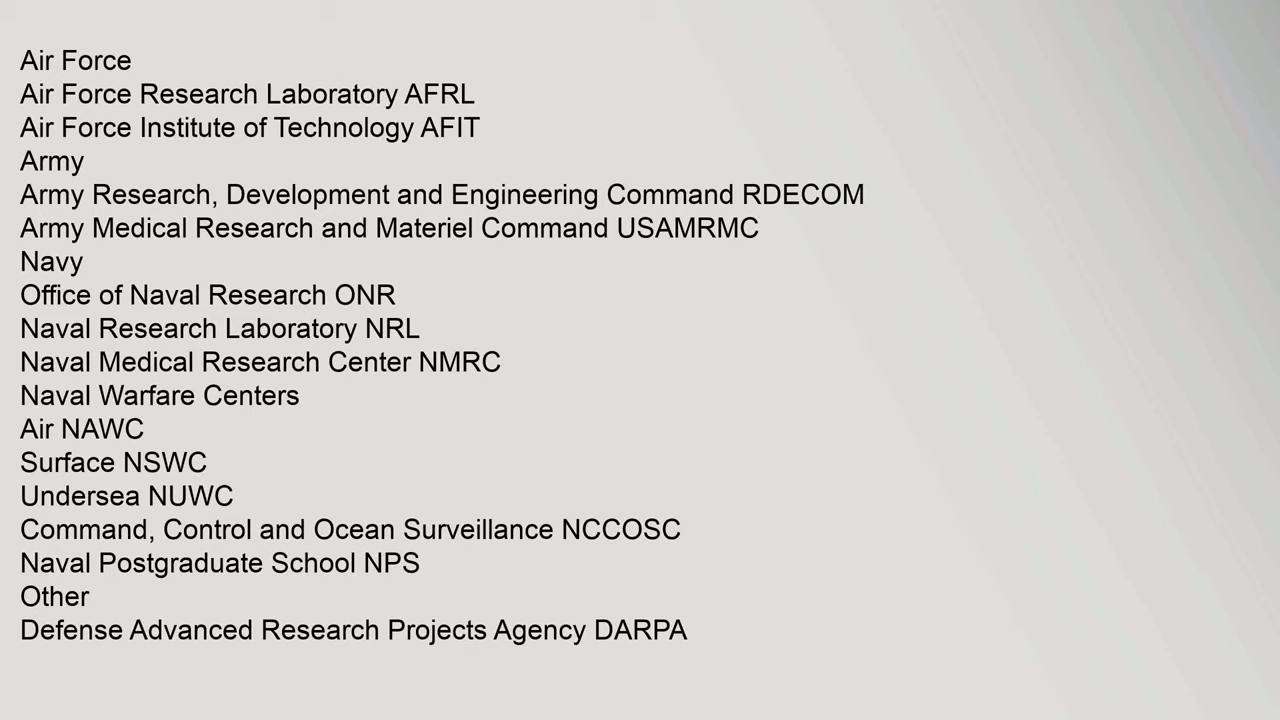 Air Force
Air Force Research Laboratory AFRL
Air Force Institute of Technology AFIT
Army
Army Research, Development and Engineering Command RDECOM
Army Medical Research and Materiel Command USAMRMC
Navy
Office of Naval Research ONR
Naval Research Laboratory NRL
Naval Medical Research Center NMRC
Naval Warfare Centers
Air NAWC
Surface NSWC
Undersea NUWC
Command, Control and Ocean Surveillance NCCOSC
Naval Postgraduate School NPS
Other
Defense Advanced Research Projects Agency DARPA